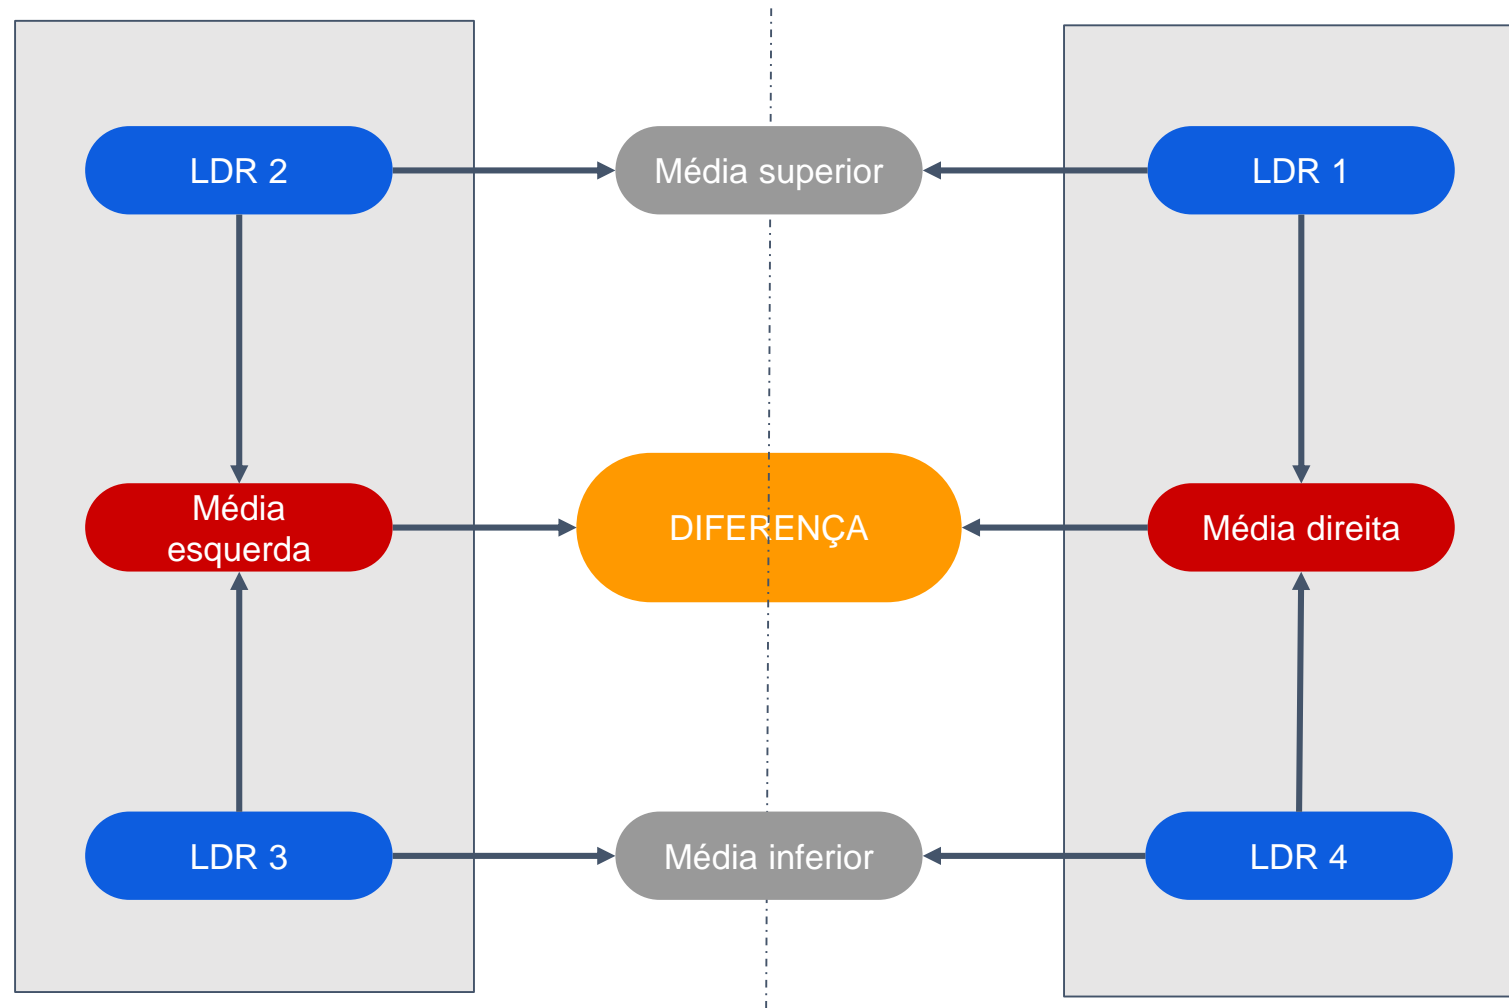 LDR 2
Média superior
LDR 1
Média
esquerda
DIFERENÇA
Média direita
LDR 3
Média inferior
LDR 4